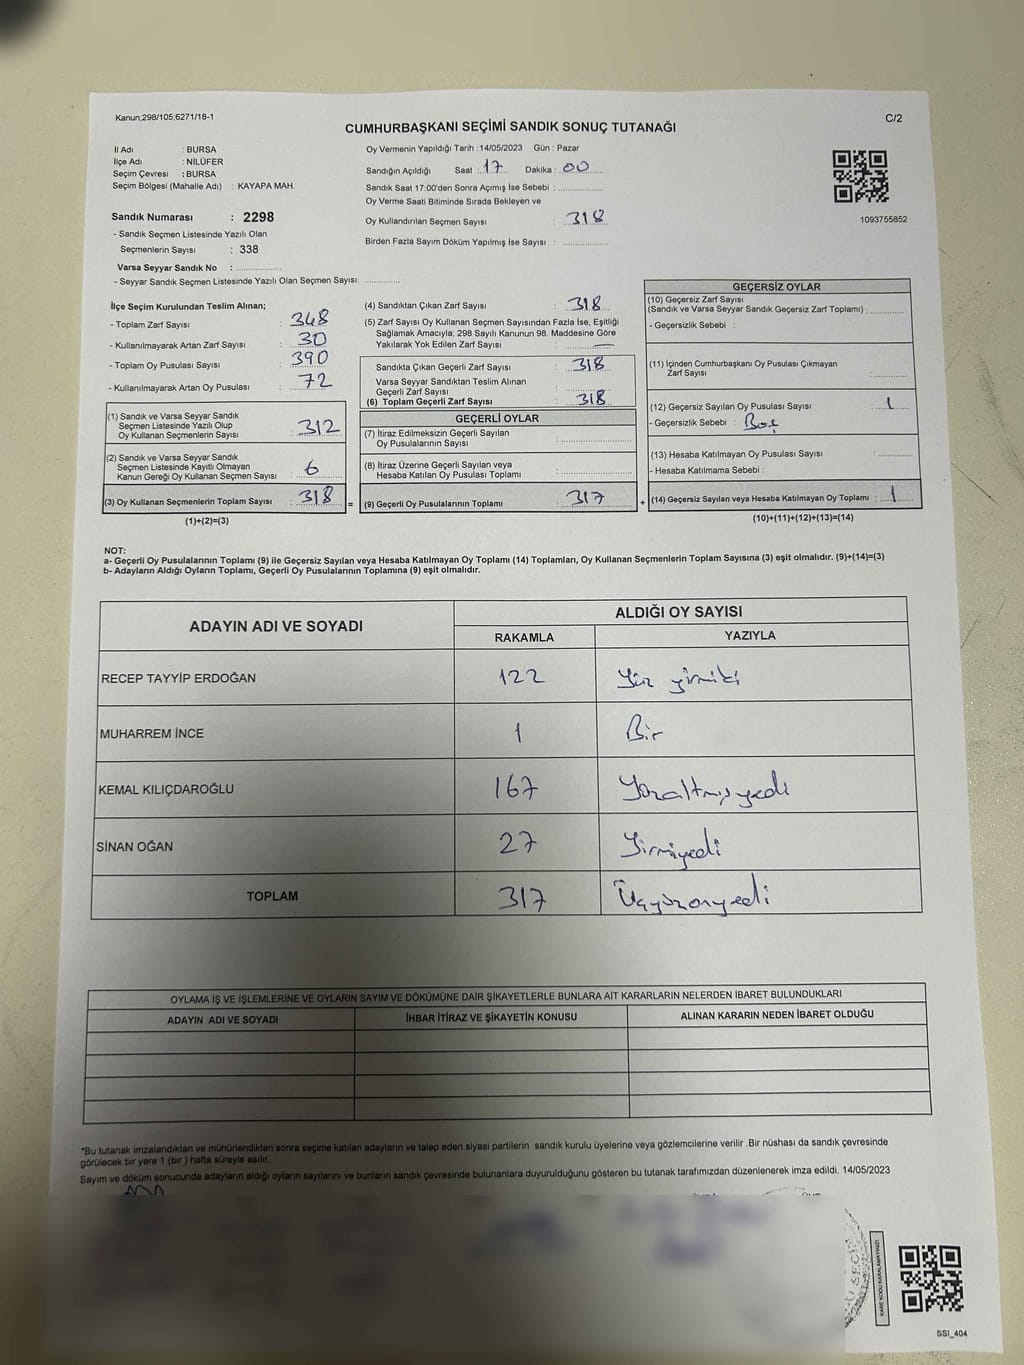 Kanun;298/105;6271/18-1
C/2
CUMHURBAŞKANI SEÇİMİ SANDIK SONUÇ TUTANAĞI
İl Adı : BURSA
İlçe Adı : NİLÜFER
Seçim Çevresi : BURSA
Seçim Bölgesi (Mahalle Adı) : KAYAPA MAH.
Oy Vermenin Yapıldığı Tarih : 14/05/2023 Gün : Pazar
Sandığın Açıldığı Saat : 17 Dakika : 00
Sandık Saat 17:00'den Sonra Açımış İse Sebebi :
Oy Verme Saati Bitiminde Sırada Bekleyen ve
Oy Kullandırılan Seçmen Sayısı : 318
Birden Fazla Sayım Döküm Yapılmış İse Sayısı :
1093755852
Sandık Numarası : 2298
- Sandık Seçmen Listesinde Yazılı Olan
Seçmenlerin Sayısı : 338
Varsa Seyyar Sandık No :
- Seyyar Sandık Seçmen Listesinde Yazılı Olan Seçmen Sayısı:
İlçe Seçim Kurulundan Teslim Alınan;
- Toplam Zarf Sayısı : 348
- Kullanılmayarak Artan Zarf Sayısı : 30
- Toplam Oy Pusulası Sayısı : 390
- Kullanılmayarak Artan Oy Pusulası : 72
(1) Sandık ve Varsa Seyyar Sandık
Seçmen Listesinde Yazılı Olup
Oy Kullanan Seçmenlerin Sayısı : 312
(2) Sandık ve Varsa Seyyar Sandık
Seçmen Listesinde Kayıtlı Olmayan
Kanun Gereği Oy Kullanan Seçmen Sayısı : 6
(3) Oy Kullanan Seçmenlerin Toplam Sayısı : 318 =
(1)+(2)=(3)
(4) Sandıktan Çıkan Zarf Sayısı : 318
(5) Zarf Sayısı Oy Kullanan Seçmen Sayısından Fazla İse, Eşitliği
Sağlamak Amacıyla; 298 Sayılı Kanunun 98. Maddesine Göre
Yakılarak Yok Edilen Zarf Sayısı : —
Sandıkta Çıkan Geçerli Zarf Sayısı : 318
Varsa Seyyar Sandıktan Teslim Alınan
Geçerli Zarf Sayısı :
(6) Toplam Geçerli Zarf Sayısı : 318
GEÇERLİ OYLAR
(7) İtiraz Edilmeksizin Geçerli Sayılan
Oy Pusulalarının Sayısı :
(8) İtiraz Üzerine Geçerli Sayılan veya
Hesaba Katılan Oy Pusulası Toplamı :
(9) Geçerli Oy Pusulalarının Toplamı : 317 +
GEÇERSİZ OYLAR
(10) Geçersiz Zarf Sayısı
(Sandık ve Varsa Seyyar Sandık Geçersiz Zarf Toplamı) :
- Geçersizlik Sebebi :
(11) İçinden Cumhurbaşkanı Oy Pusulası Çıkmayan
Zarf Sayısı :
(12) Geçersiz Sayılan Oy Pusulası Sayısı : 1
- Geçersizlik Sebebi : Boş
(13) Hesaba Katılmayan Oy Pusulası Sayısı :
- Hesaba Katılmama Sebebi :
(14) Geçersiz Sayılan veya Hesaba Katılmayan Oy Toplamı : 1
(10)+(11)+(12)+(13)=(14)
NOT:
a- Geçerli Oy Pusulalarının Toplamı (9) ile Geçersiz Sayılan veya Hesaba Katılmayan Oy Toplamı (14) Toplamları, Oy Kullanan Seçmenlerin Toplam Sayısına (3) eşit olmalıdır. (9)+(14)=(3)
b- Adayların Aldığı Oyların Toplamı, Geçerli Oy Pusulalarının Toplamına (9) eşit olmalıdır.
ADAYIN ADI VE SOYADI
ALDIĞI OY SAYISI
RAKAMLA YAZIYLA
RECEP TAYYİP ERDOĞAN 122 Yüz yirmiiki
MUHARREM İNCE 1 Bir
KEMAL KILIÇDAROĞLU 167 Yüzaltmışyedi
SİNAN OĞAN 27 Yirmiyedi
TOPLAM 317 Üçyüzonyedi
OYLAMA İŞ VE İŞLEMLERİNE VE OYLARIN SAYIM VE DÖKÜMÜNE DAİR ŞİKAYETLERLE BUNLARA AİT KARARLARIN NELERDEN İBARET BULUNDUKLARI
ADAYIN ADI VE SOYADI İHBAR İTİRAZ VE ŞİKAYETİN KONUSU ALINAN KARARIN NEDEN İBARET OLDUĞU
*Bu tutanak imzalandıktan ve mühürlendikten sonra seçime katılan adayların ve talep eden siyasi partilerin sandık kurulu üyelerine veya gözlemcilerine verilir .Bir nüshası da sandık çevresinde
görülecek bir yere 1 (bir ) hafta süreyle asılır.
Sayım ve döküm sonucunda adayların aldığı oyların sayılarını ve bunların sandık çevresinde bulunanlara duyurulduğunu gösteren bu tutanak tarafımızdan düzenlenerek imza edildi. 14/05/2023
KARE KODU KARALAMAYINIZ!
SSI_404